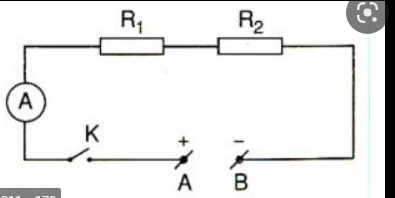 R₁ R₂
A
K + −
A B